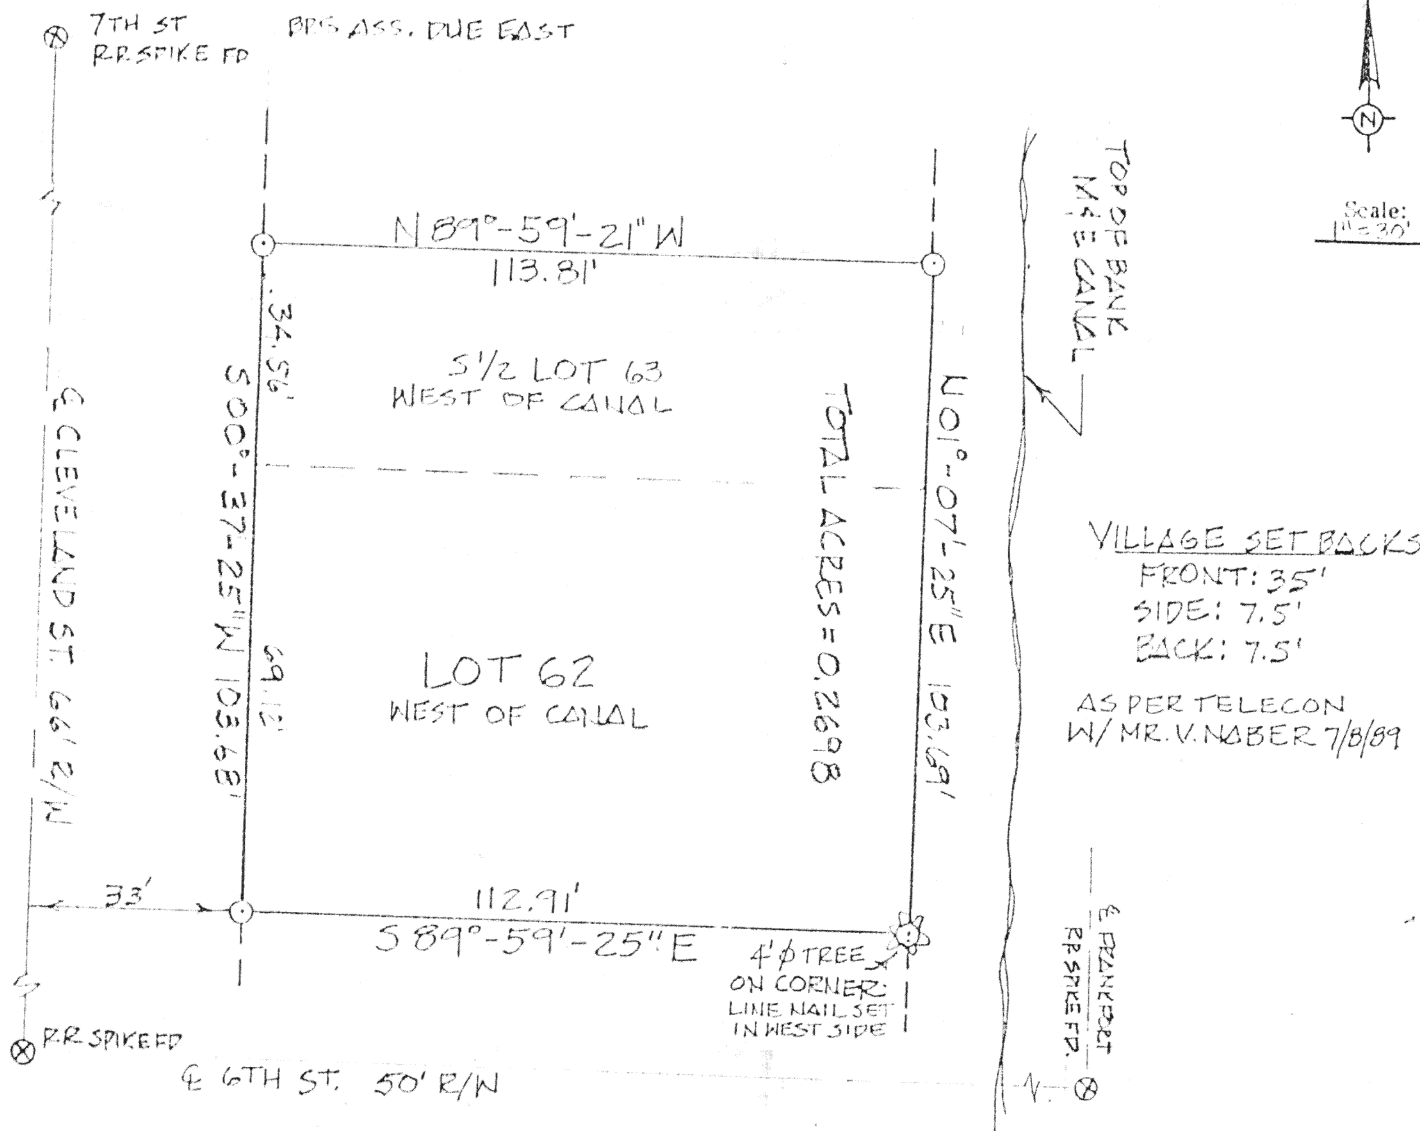 7TH ST
R.R. SPIKE FD
BRG. ASS. DUE EAST
N
Scale:
1"=30'
TOP OF BANK
M & E CANAL
N 89°-59'-21" W
113.81'
34.56'
S 1/2 LOT 63
WEST OF CANAL
S 00°-37'-25" W 103.68'
69.12'
TOTAL ACRES = 0.2698
N 01°-07'-25" E 103.69'
℄ CLEVELAND ST. 66' R/W
LOT 62
WEST OF CANAL
VILLAGE SET BACKS
FRONT: 35'
SIDE: 7.5'
BACK: 7.5'
AS PER TELECON
W/ MR. V. NABER 7/8/89
33'
112.91'
S 89°-59'-25" E
4' ϕ TREE
ON CORNER:
LINE NAIL SET
IN WEST SIDE
℄ FRANKFORT
RR SPIKE FD.
R.R. SPIKE FD
℄ 6TH ST. 50' R/W